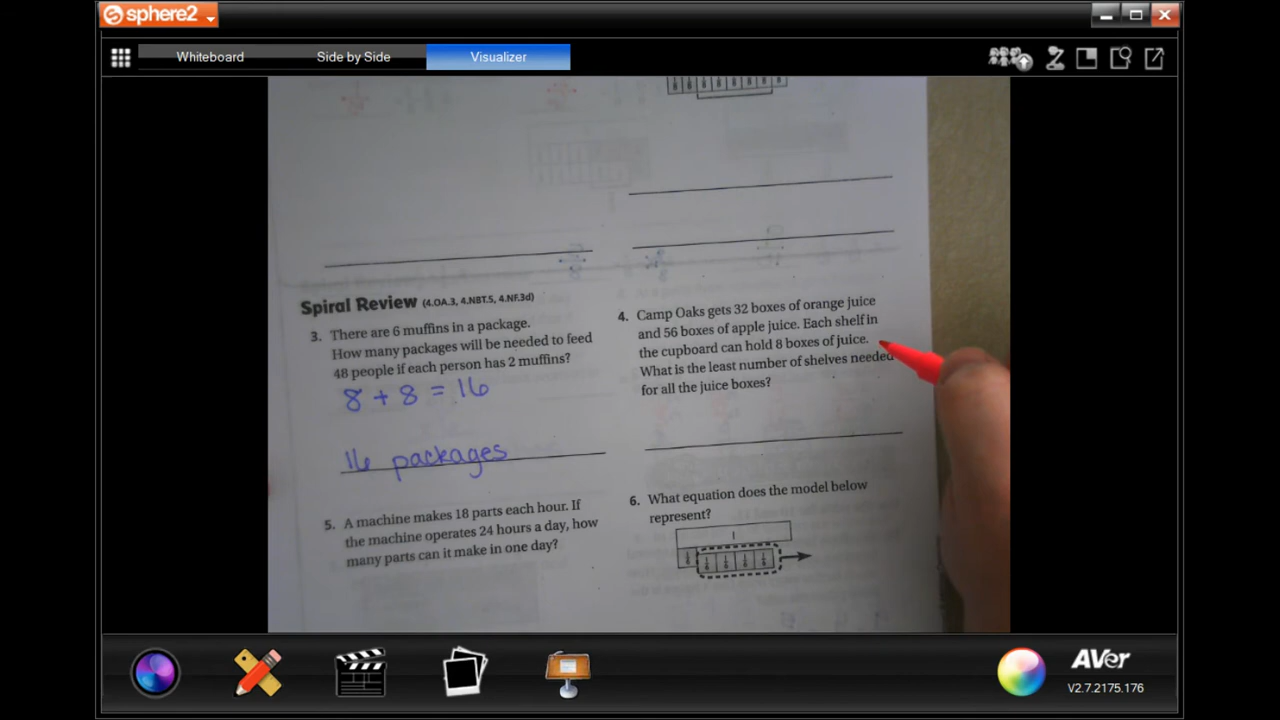 sphere2
Whiteboard
Side by Side
Visualizer
Spiral Review (4.OA.3, 4.NBT.5, 4.NF.3d)
3. There are 6 muffins in a package.
How many packages will be needed to feed
48 people if each person has 2 muffins?
8 + 8 = 16
16 packages
4. Camp Oaks gets 32 boxes of orange juice
and 56 boxes of apple juice. Each shelf in
the cupboard can hold 8 boxes of juice.
What is the least number of shelves needed
for all the juice boxes?
5. A machine makes 18 parts each hour. If
the machine operates 24 hours a day, how
many parts can it make in one day?
6. What equation does the model below
represent?
1
AVer
V2.7.2175.176